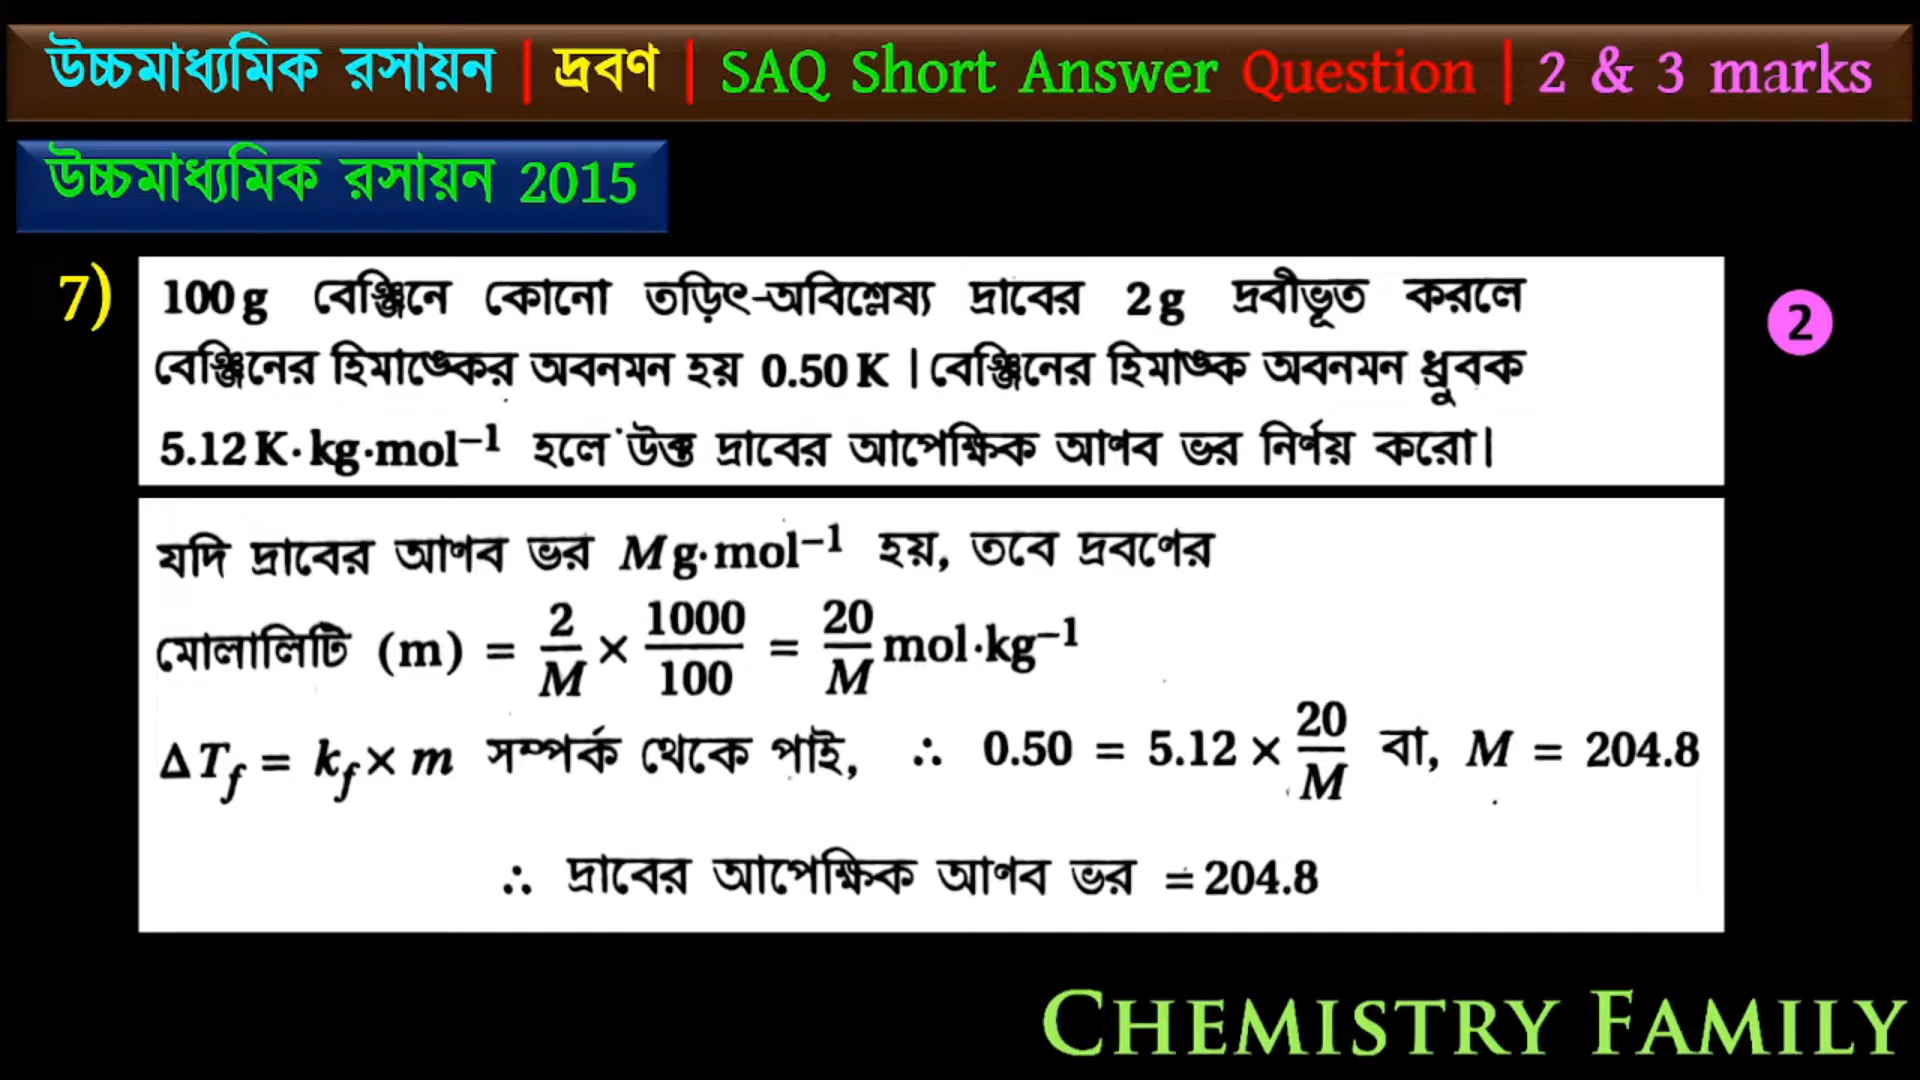 উচ্চমাধ্যমিক রসায়ন | দ্রবণ | SAQ Short Answer Question | 2 & 3 marks
উচ্চমাধ্যমিক রসায়ন 2015
7) 100 g বেঞ্জিনে কোনো তড়িৎ-অবিশ্লেষ্য দ্রাবের 2 g দ্রবীভূত করলে 2
বেঞ্জিনের হিমাঙ্কের অবনমন হয় 0.50 K । বেঞ্জিনের হিমাঙ্ক অবনমন ধ্রুবক
5.12 K·kg·mol⁻¹ হলে উক্ত দ্রাবের আপেক্ষিক আণব ভর নির্ণয় করো।
যদি দ্রাবের আণব ভর M g·mol⁻¹ হয়, তবে দ্রবণের
মোলালিটি (m) = 2/M × 1000/100 = 20/M mol·kg⁻¹
ΔT_f = k_f × m সম্পর্ক থেকে পাই, ∴ 0.50 = 5.12 × 20/M বা, M = 204.8
∴ দ্রাবের আপেক্ষিক আণব ভর = 204.8
CHEMISTRY FAMILY